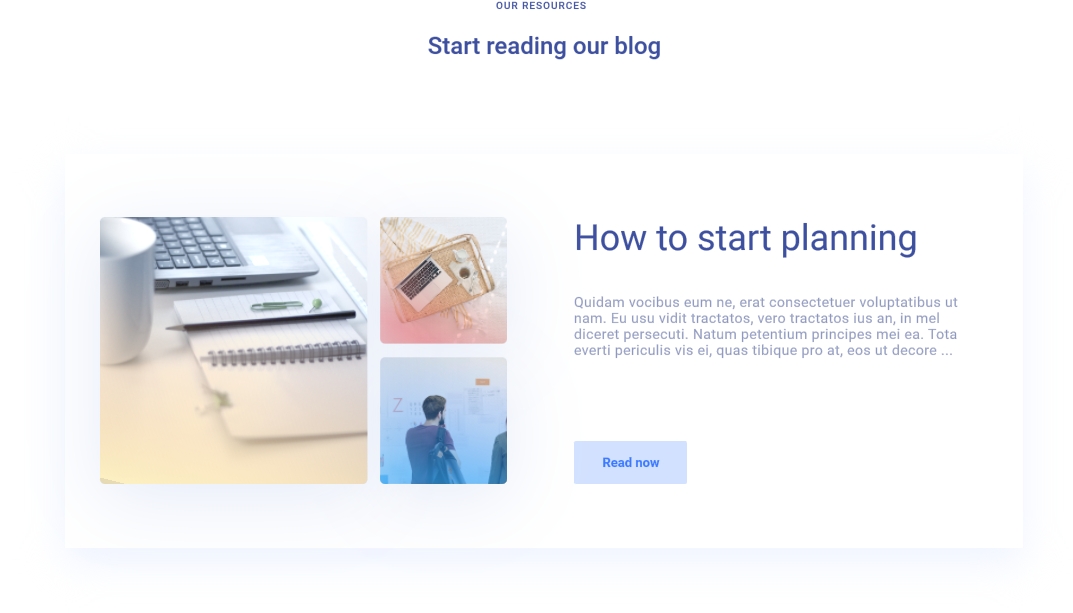 OUR RESOURCES
Start reading our blog
How to start planning
Quidam vocibus eum ne, erat consectetuer voluptatibus ut
nam. Eu usu vidit tractatos, vero tractatos ius an, in mel
diceret persecuti. Natum petentium principes mei ea. Tota
everti periculis vis ei, quas tibique pro at, eos ut decore ...
Z
Read now